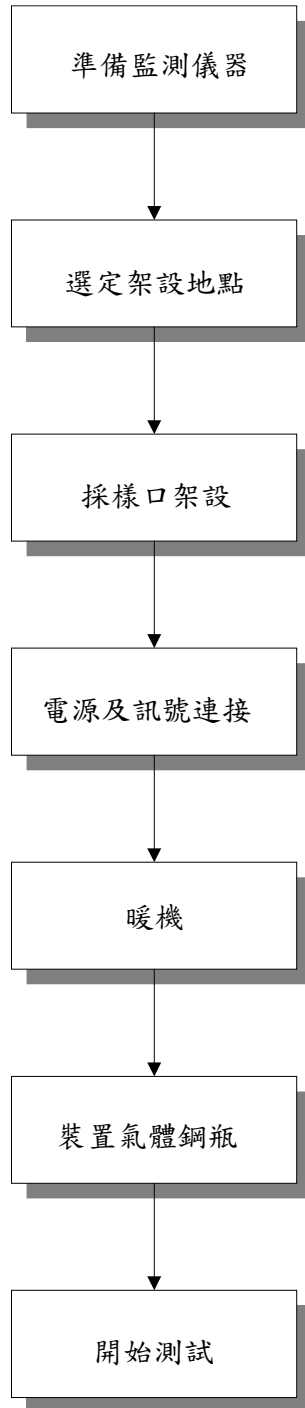 準備監測儀器
選定架設地點
採樣口架設
電源及訊號連接
暖機
裝置氣體鋼瓶
開始測試